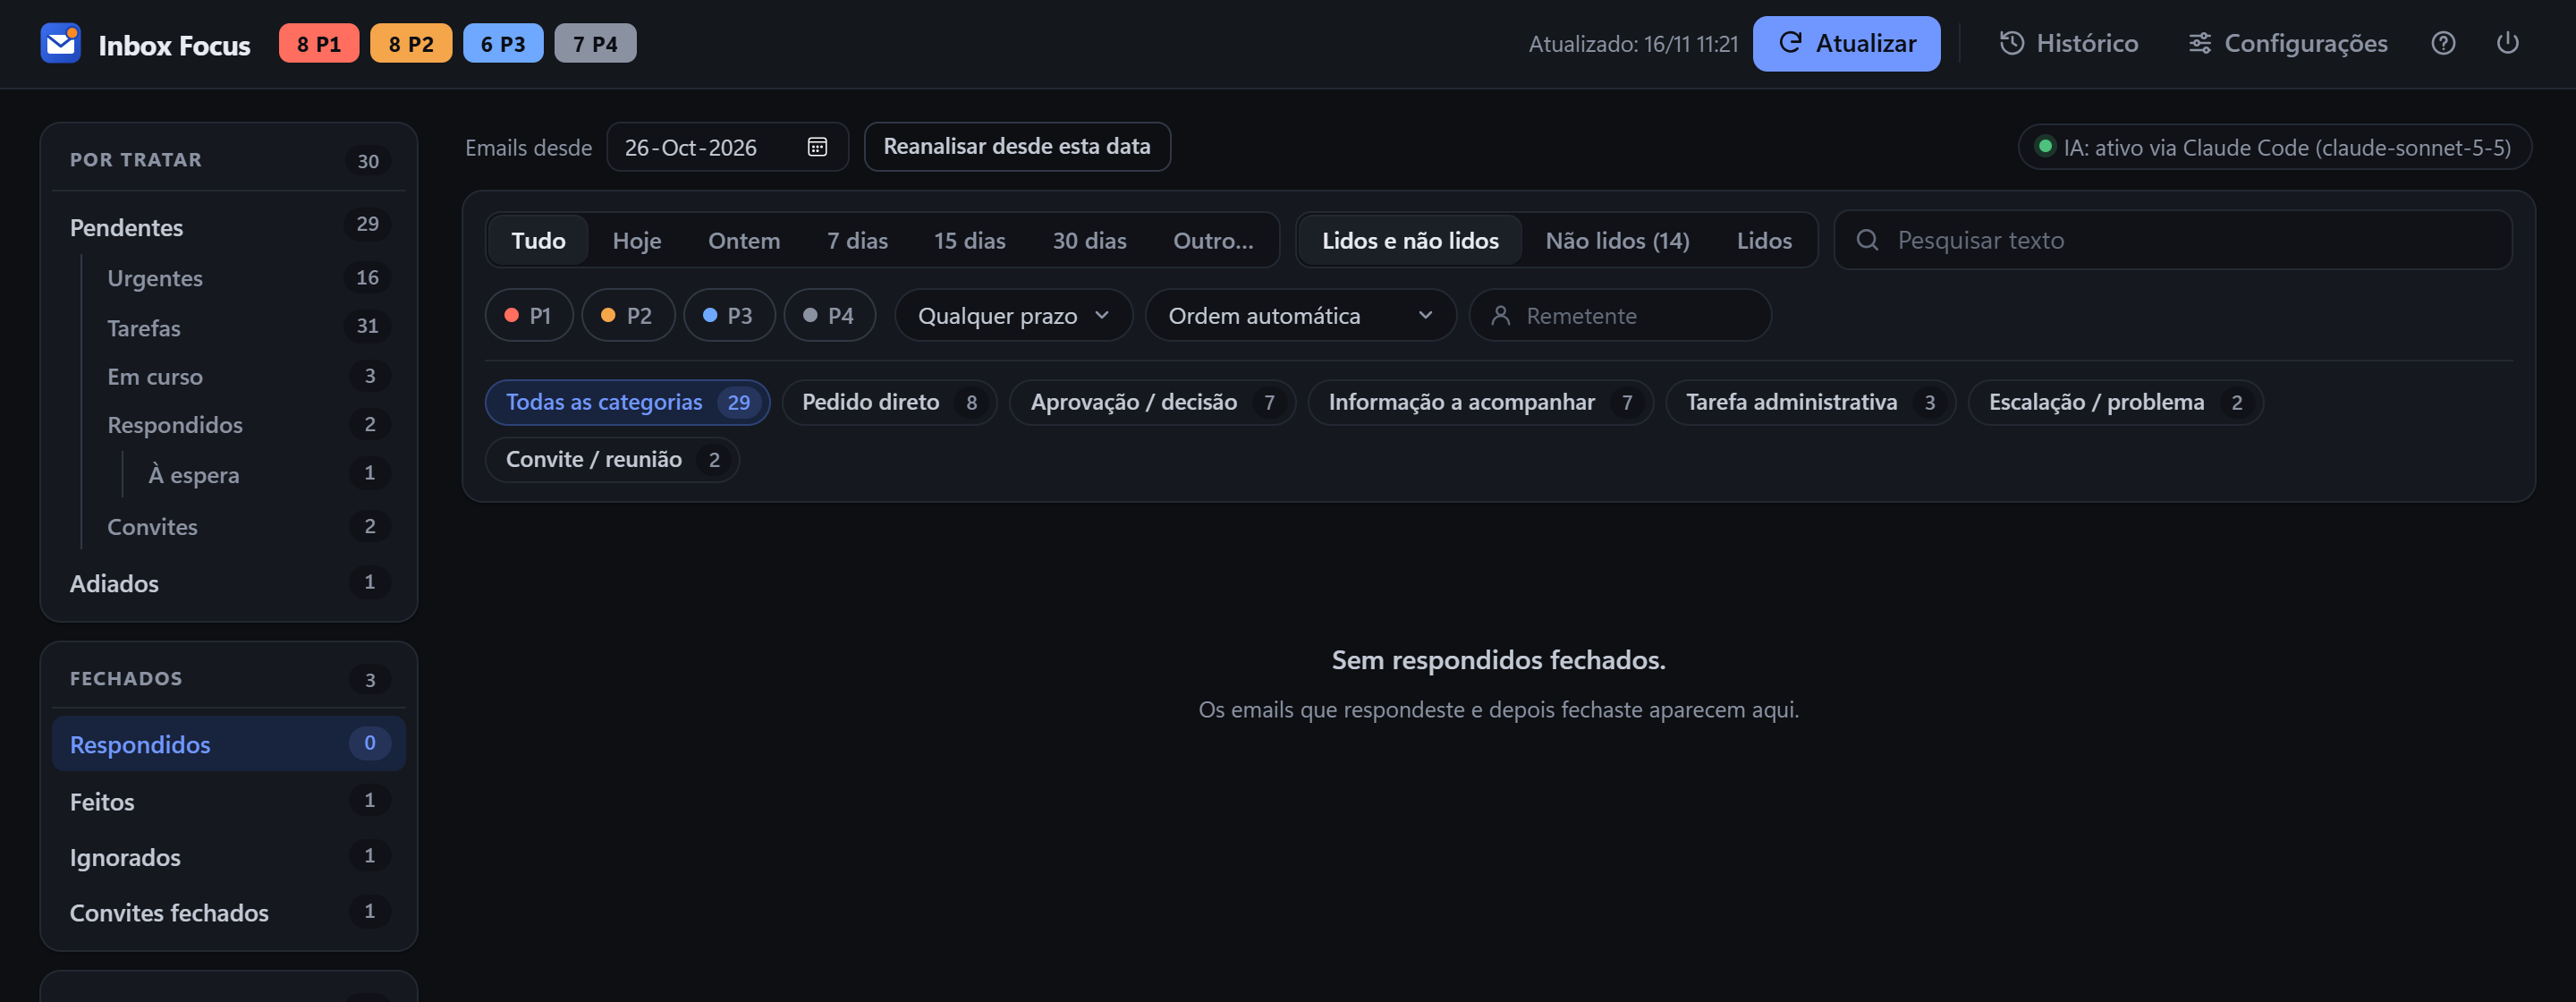 Inbox Focus 8 P1 8 P2 6 P3 7 P4 Atualizado: 16/11 11:21 Atualizar Histórico Configurações
POR TRATAR 30
Pendentes 29
Urgentes 16
Tarefas 31
Em curso 3
Respondidos 2
À espera 1
Convites 2
Adiados 1
FECHADOS 3
Respondidos 0
Feitos 1
Ignorados 1
Convites fechados 1
Emails desde 26-Oct-2026 Reanalisar desde esta data IA: ativo via Claude Code (claude-sonnet-5-5)
Tudo Hoje Ontem 7 dias 15 dias 30 dias Outro... Lidos e não lidos Não lidos (14) Lidos Pesquisar texto
P1 P2 P3 P4 Qualquer prazo Ordem automática Remetente
Todas as categorias 29 Pedido direto 8 Aprovação / decisão 7 Informação a acompanhar 7 Tarefa administrativa 3 Escalação / problema 2
Convite / reunião 2
Sem respondidos fechados.
Os emails que respondeste e depois fechaste aparecem aqui.